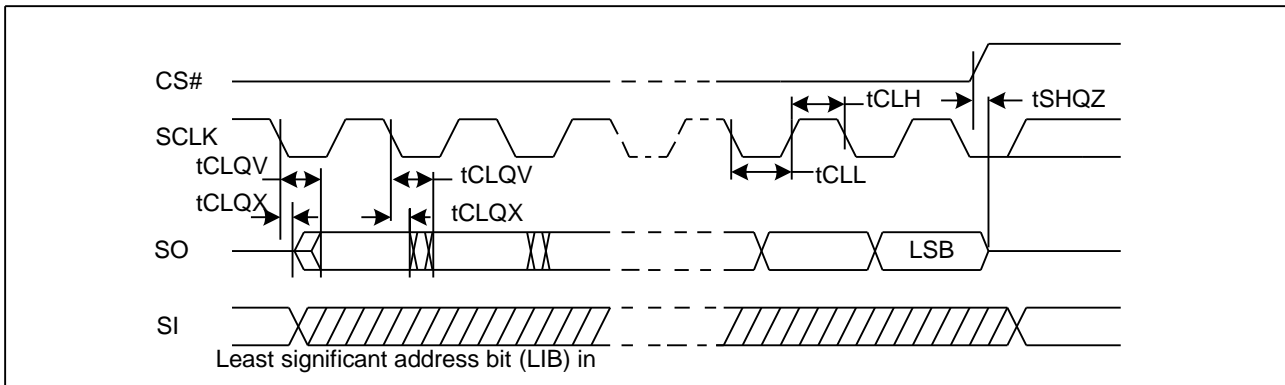 CS#
tCLH
tSHQZ
SCLK
tCLQV
tCLQV
tCLL
tCLQX
tCLQX
SO
LSB
SI
Least significant address bit (LIB) in